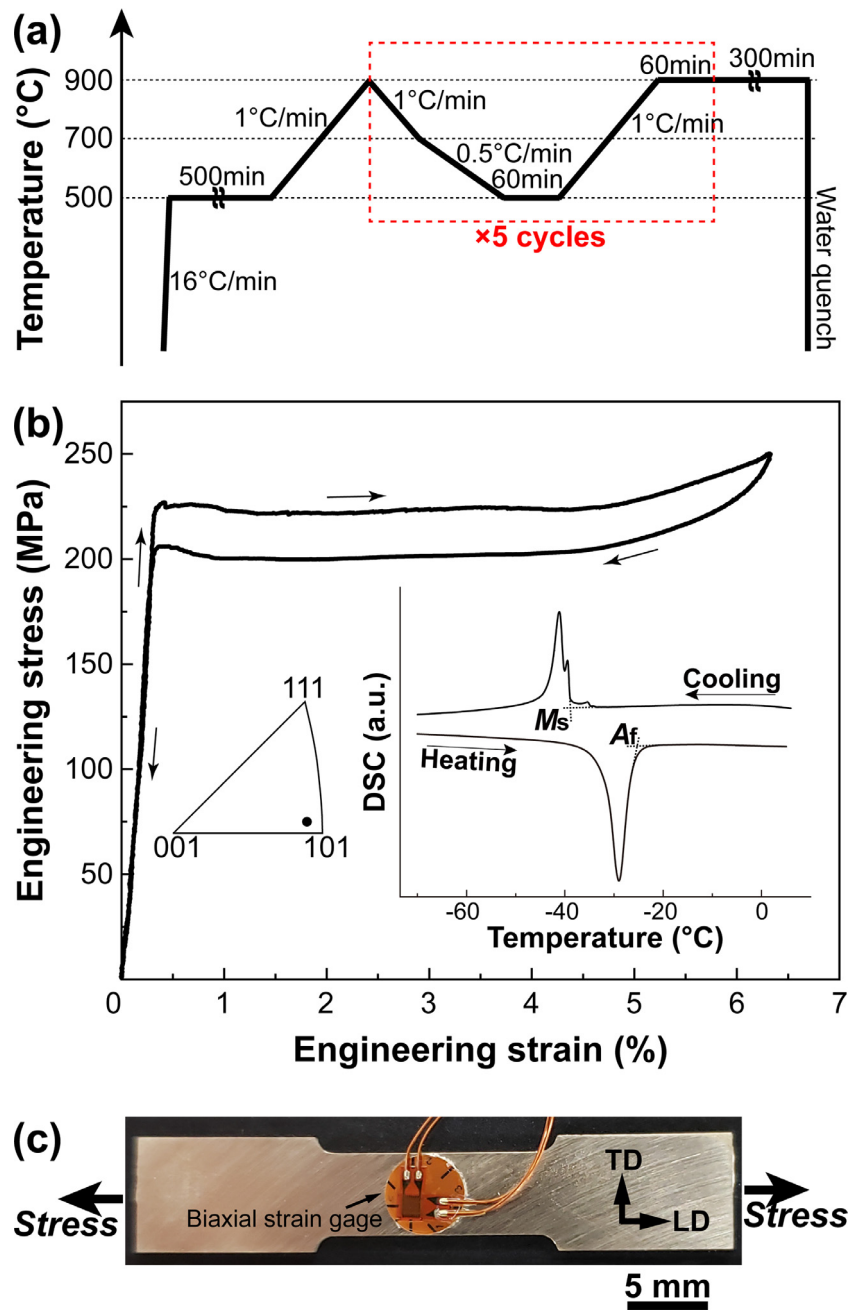 (a)
Temperature (°C)
900
700
500
16°C/min
500min
1°C/min
1°C/min
0.5°C/min
60min
1°C/min
60min
300min
×5 cycles
Water quench
(b)
Engineering stress (MPa)
250
200
150
100
50
0
1
2
3
4
5
6
7
Engineering strain (%)
111
001
101
DSC (a.u.)
Cooling
Ms
Af
Heating
-60
-40
-20
0
Temperature (°C)
(c)
Stress
Biaxial strain gage
TD
LD
Stress
5 mm